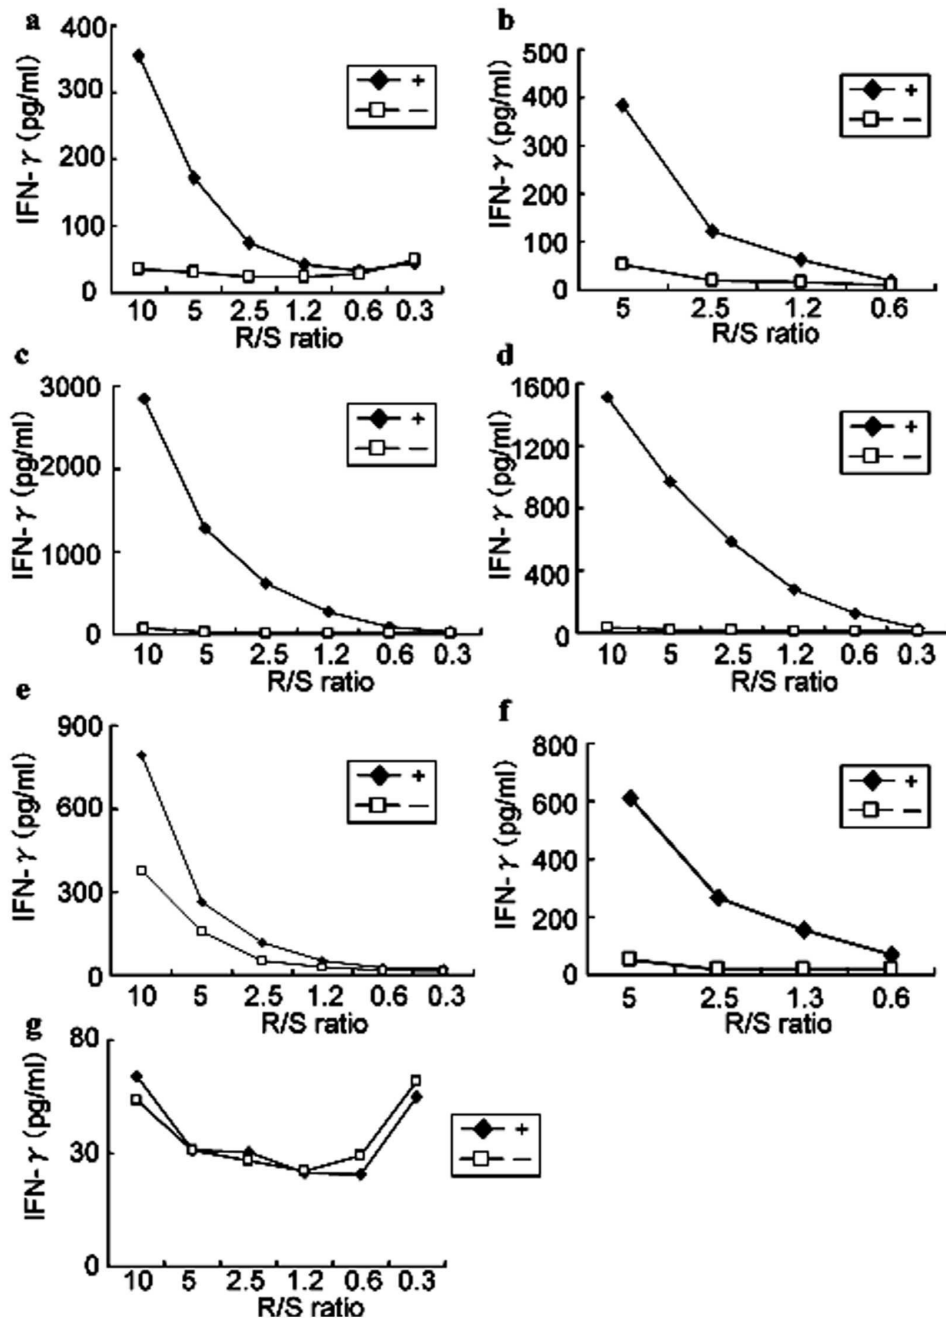 a
IFN-γ (pg/ml)
400
300
200
100
0
+
—
10 5 2.5 1.2 0.6 0.3
R/S ratio
b
IFN-γ (pg/ml)
500
400
300
200
100
0
+
—
5 2.5 1.2 0.6
R/S ratio
c
IFN-γ (pg/ml)
3000
2000
1000
0
+
—
10 5 2.5 1.2 0.6 0.3
R/S ratio
d
IFN-γ (pg/ml)
1600
1200
800
400
0
+
—
10 5 2.5 1.2 0.6 0.3
R/S ratio
e
IFN-γ (pg/ml)
900
600
300
0
+
—
10 5 2.5 1.2 0.6 0.3
R/S ratio
f
IFN-γ (pg/ml)
800
600
400
200
0
+
—
5 2.5 1.3 0.6
R/S ratio
IFN-γ (pg/ml)
80
30
0
+
—
10 5 2.5 1.2 0.6 0.3
R/S ratio